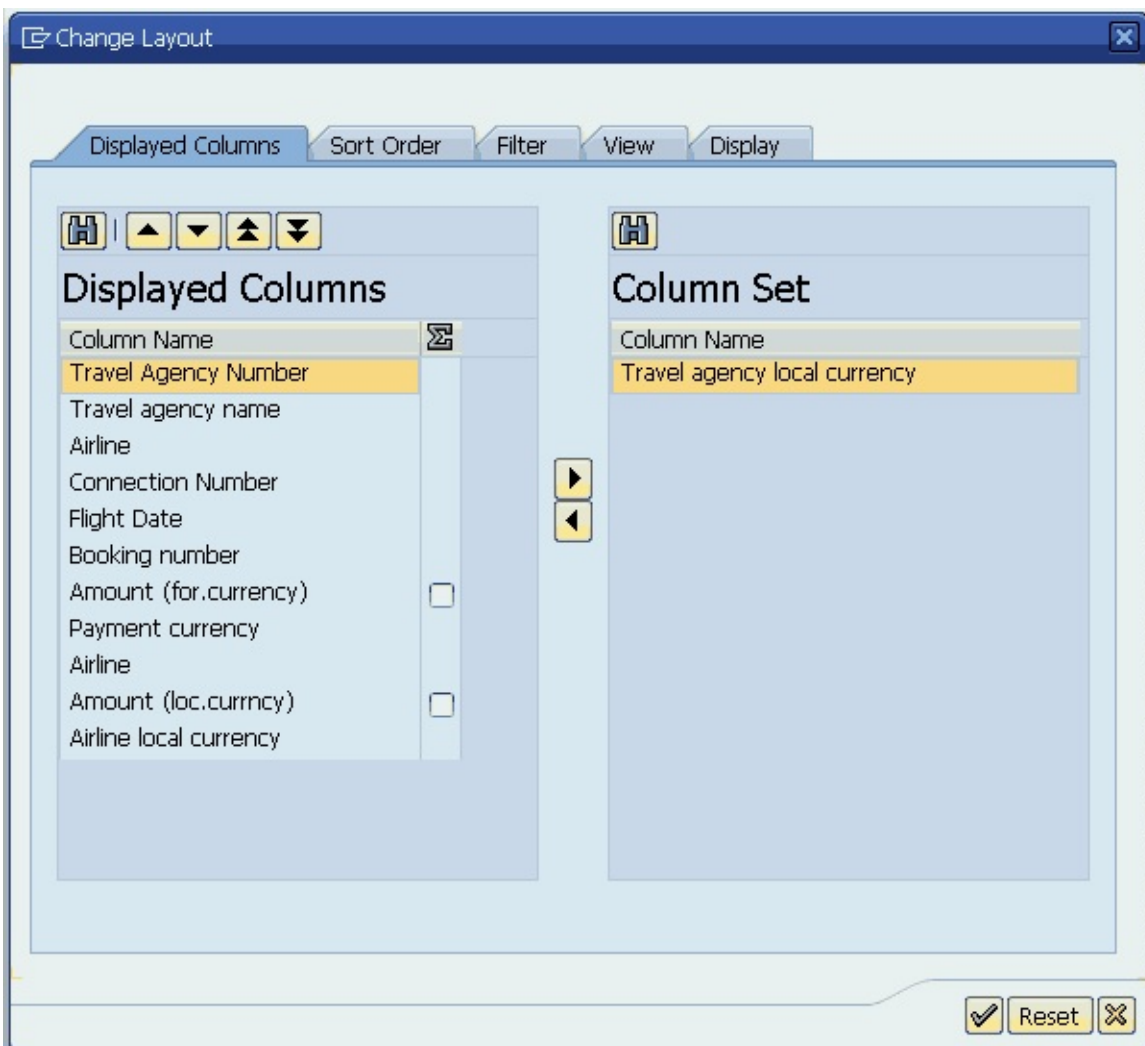 Change Layout
Displayed Columns
Sort Order
Filter
View
Display
Displayed Columns
Column Name
Travel Agency Number
Travel agency name
Airline
Connection Number
Flight Date
Booking number
Amount (for.currency)
Payment currency
Airline
Amount (loc.currncy)
Airline local currency
Column Set
Column Name
Travel agency local currency
Reset